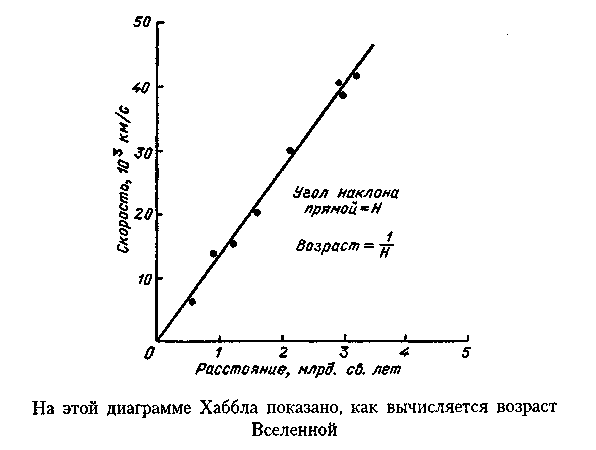 50
40
30
20
10
0
1
2
3
4
5
Скорость, 10³ км/с
Расстояние, млрд. св. лет
Угол наклона
прямой = H
Возраст = 1/H
На этой диаграмме Хаббла показано, как вычисляется возраст
Вселенной